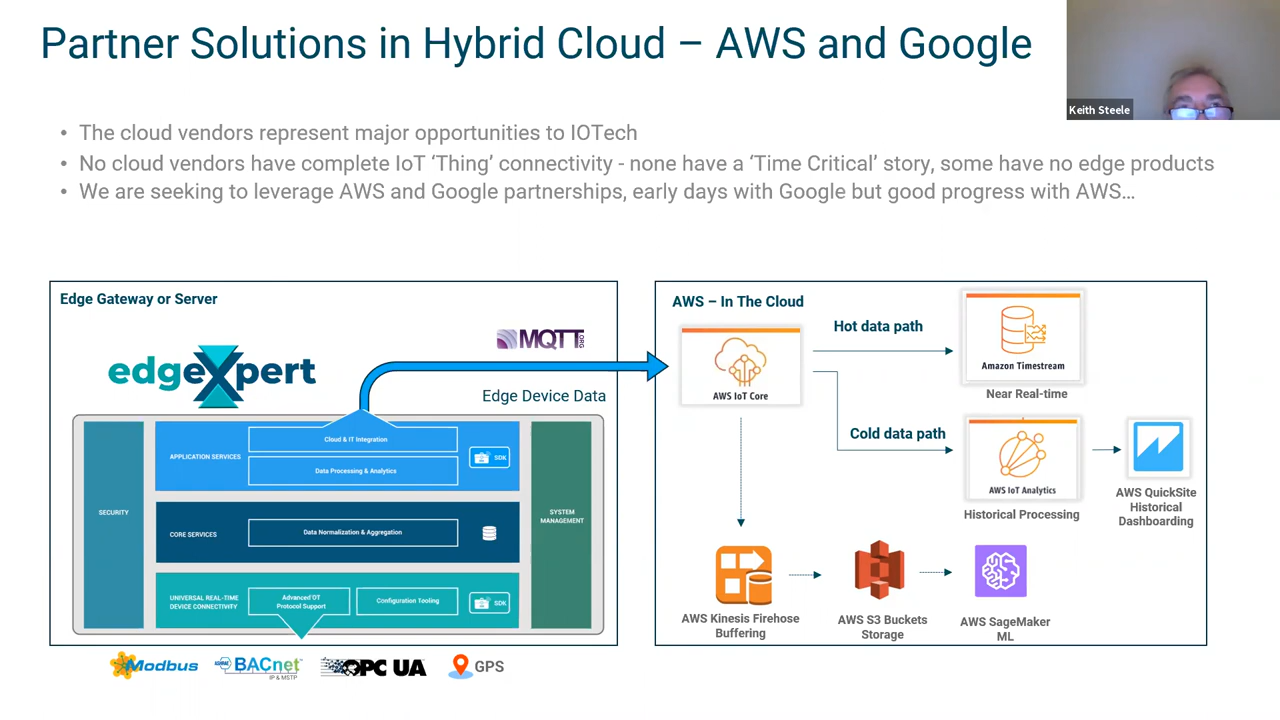 Partner Solutions in Hybrid Cloud – AWS and Google
Keith Steele
• The cloud vendors represent major opportunities to IOTech
• No cloud vendors have complete IoT ‘Thing’ connectivity - none have a ‘Time Critical’ story, some have no edge products
• We are seeking to leverage AWS and Google partnerships, early days with Google but good progress with AWS…
Edge Gateway or Server
MQTT.ORG
edgeXpert
Edge Device Data
SECURITY
APPLICATION SERVICES
Cloud & IT Integration
Data Processing & Analytics
SDK
CORE SERVICES
Data Normalization & Aggregation
UNIVERSAL REAL-TIME
DEVICE CONNECTIVITY
Advanced OT
Protocol Support
Configuration Tooling
SDK
SYSTEM
MANAGEMENT
Modbus
ASHRAE BACnet
IP & MSTP
OPC UA
GPS
AWS – In The Cloud
AWS IoT Core
Hot data path
Amazon Timestream
Near Real-time
Cold data path
AWS IoT Analytics
Historical Processing
AWS QuickSite
Historical
Dashboarding
AWS Kinesis Firehose
Buffering
AWS S3 Buckets
Storage
AWS SageMaker
ML